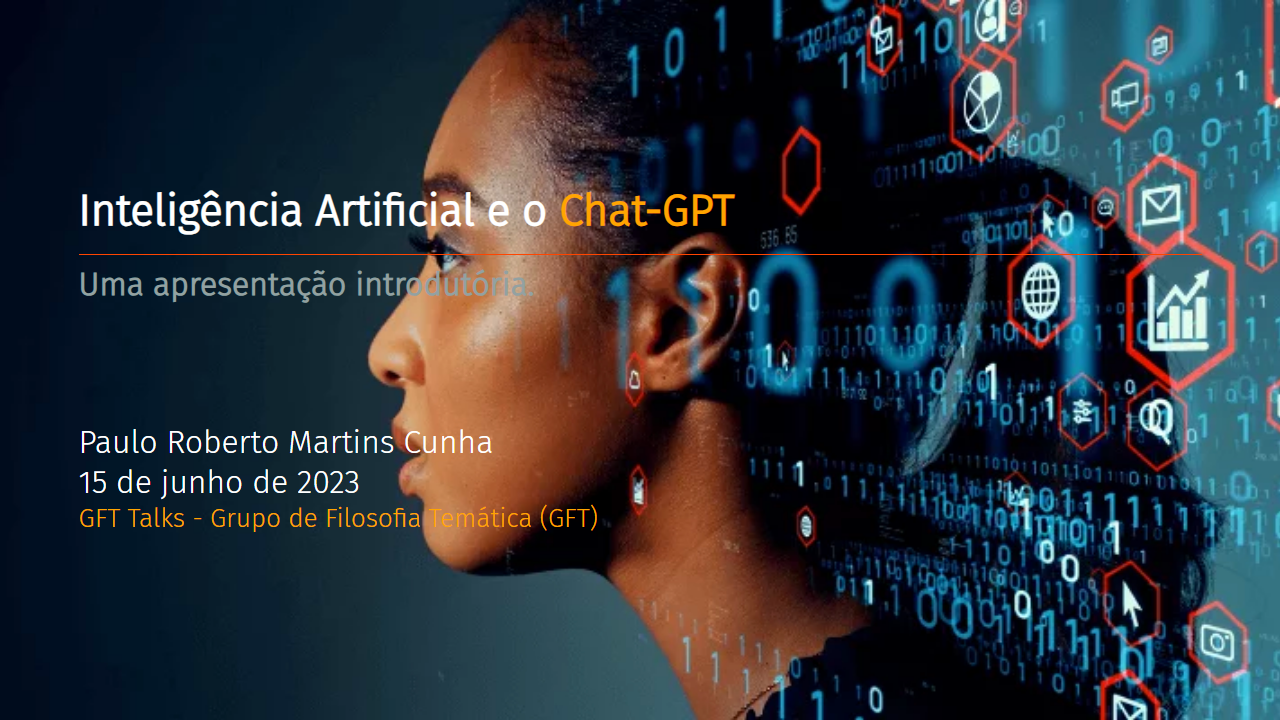 Inteligência Artificial e o Chat-GPT
Uma apresentação introdutória.
Paulo Roberto Martins Cunha
15 de junho de 2023
GFT Talks - Grupo de Filosofia Temática (GFT)